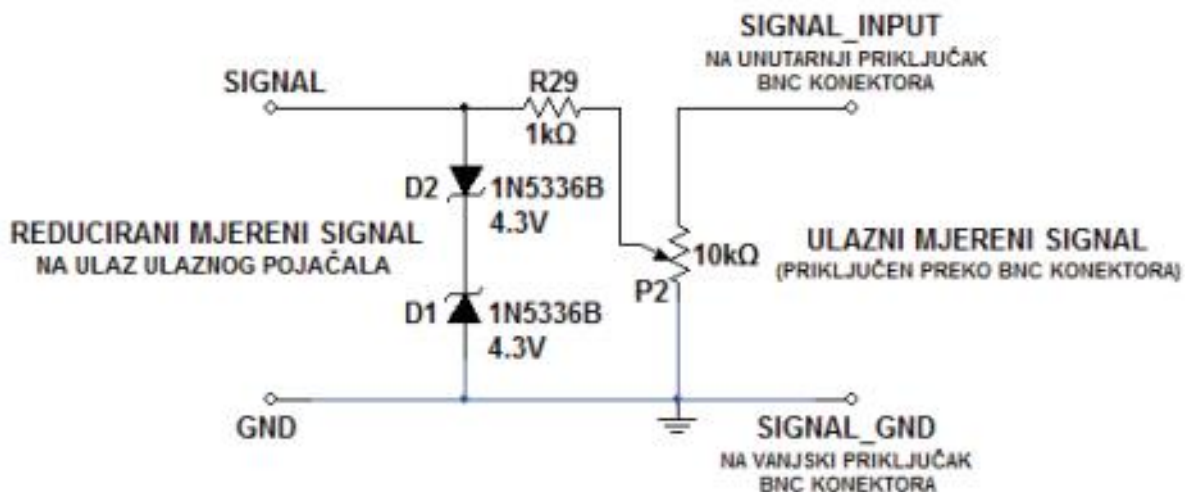 SIGNAL_INPUT
NA UNUTARNJI PRIKLJUČAK
BNC KONEKTORA
SIGNAL
R29
1kΩ
D2
1N5336B
4.3V
REDUCIRANI MJERENI SIGNAL
NA ULAZ ULAZNOG POJAČALA
10kΩ
P2
ULAZNI MJERENI SIGNAL
(PRIKLJUČEN PREKO BNC KONEKTORA)
D1
1N5336B
4.3V
GND
SIGNAL_GND
NA VANJSKI PRIKLJUČAK
BNC KONEKTORA